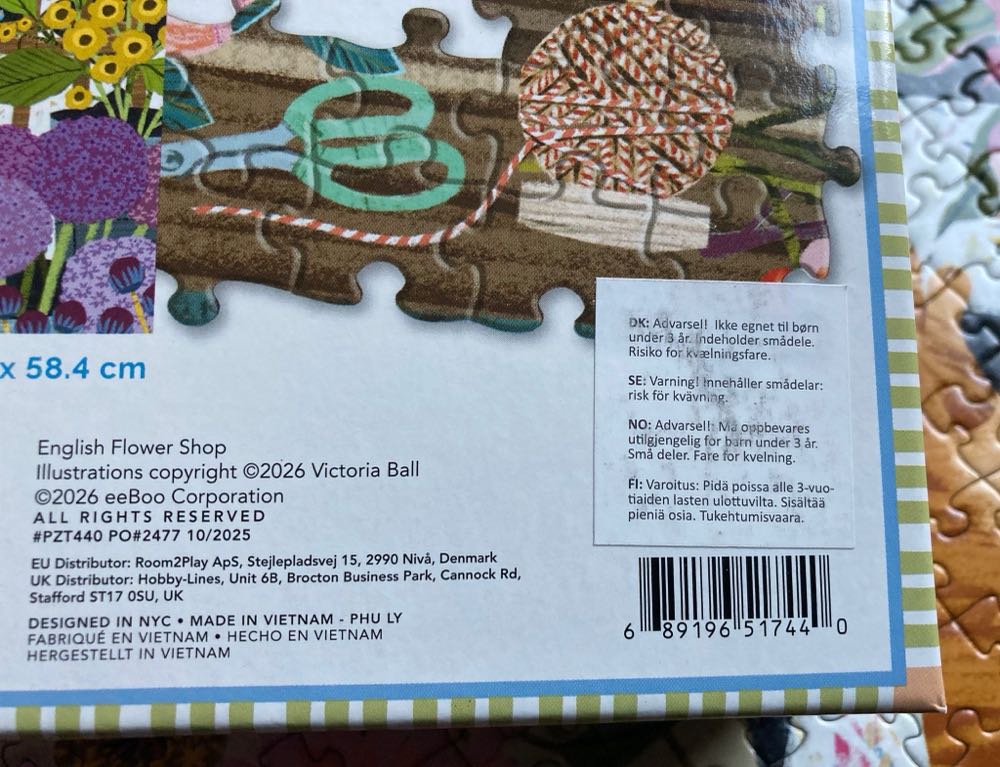 x 58.4 cm
English Flower Shop
Illustrations copyright ©2026 Victoria Ball
©2026 eeBoo Corporation
ALL RIGHTS RESERVED
#PZT440 PO#2477 10/2025
EU Distributor: Room2Play ApS, Stejlepladsvej 15, 2990 Nivå, Denmark
UK Distributor: Hobby-Lines, Unit 6B, Brocton Business Park, Cannock Rd,
Stafford ST17 0SU, UK
DESIGNED IN NYC • MADE IN VIETNAM - PHU LY
FABRIQUÉ EN VIETNAM • HECHO EN VIETNAM
HERGESTELLT IN VIETNAM
DK: Advarsel! Ikke egnet til børn
under 3 år. Indeholder smådele.
Risiko for kvælningsfare.
SE: Varning! Innehåller smådelar:
risk för kvävning.
NO: Advarsel!: Må oppbevares
utilgjengelig for barn under 3 år.
Små deler. Fare for kvelning.
FI: Varoitus: Pidä poissa alle 3-vuo-
tiaiden lasten ulottuvilta. Sisältää
pieniä osia. Tukehtumisvaara.
6 89196 51744 0